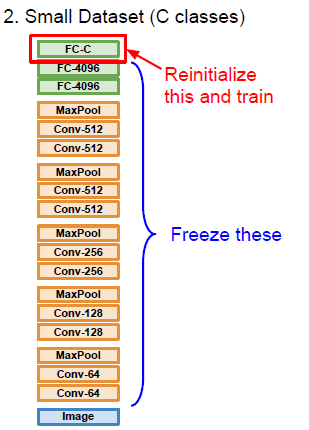 2. Small Dataset (C classes)
FC-C
FC-4096
FC-4096
MaxPool
Conv-512
Conv-512
MaxPool
Conv-512
Conv-512
MaxPool
Conv-256
Conv-256
MaxPool
Conv-128
Conv-128
MaxPool
Conv-64
Conv-64
Image
Reinitialize
this and train
Freeze these